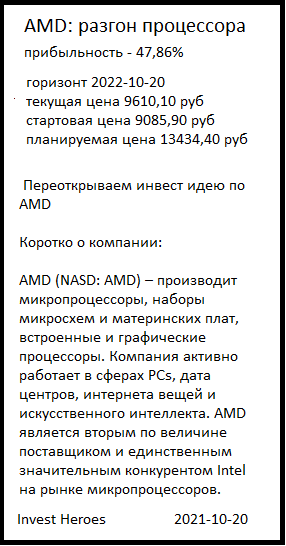 AMD: разгон процессора
прибыльность - 47,86%
горизонт 2022-10-20
текущая цена 9610,10 руб
стартовая цена 9085,90 руб
планируемая цена 13434,40 руб
Переоткрываем инвест идею по
AMD
Коротко о компании:
AMD (NASD: AMD) – производит
микропроцессоры, наборы
микросхем и материнских плат,
встроенные и графические
процессоры. Компания активно
работает в сферах PCs, дата
центров, интернета вещей и
искусственного интеллекта. AMD
является вторым по величине
поставщиком и единственным
значительным конкурентом Intel
на рынке микропроцессоров.
Invest Heroes 2021-10-20